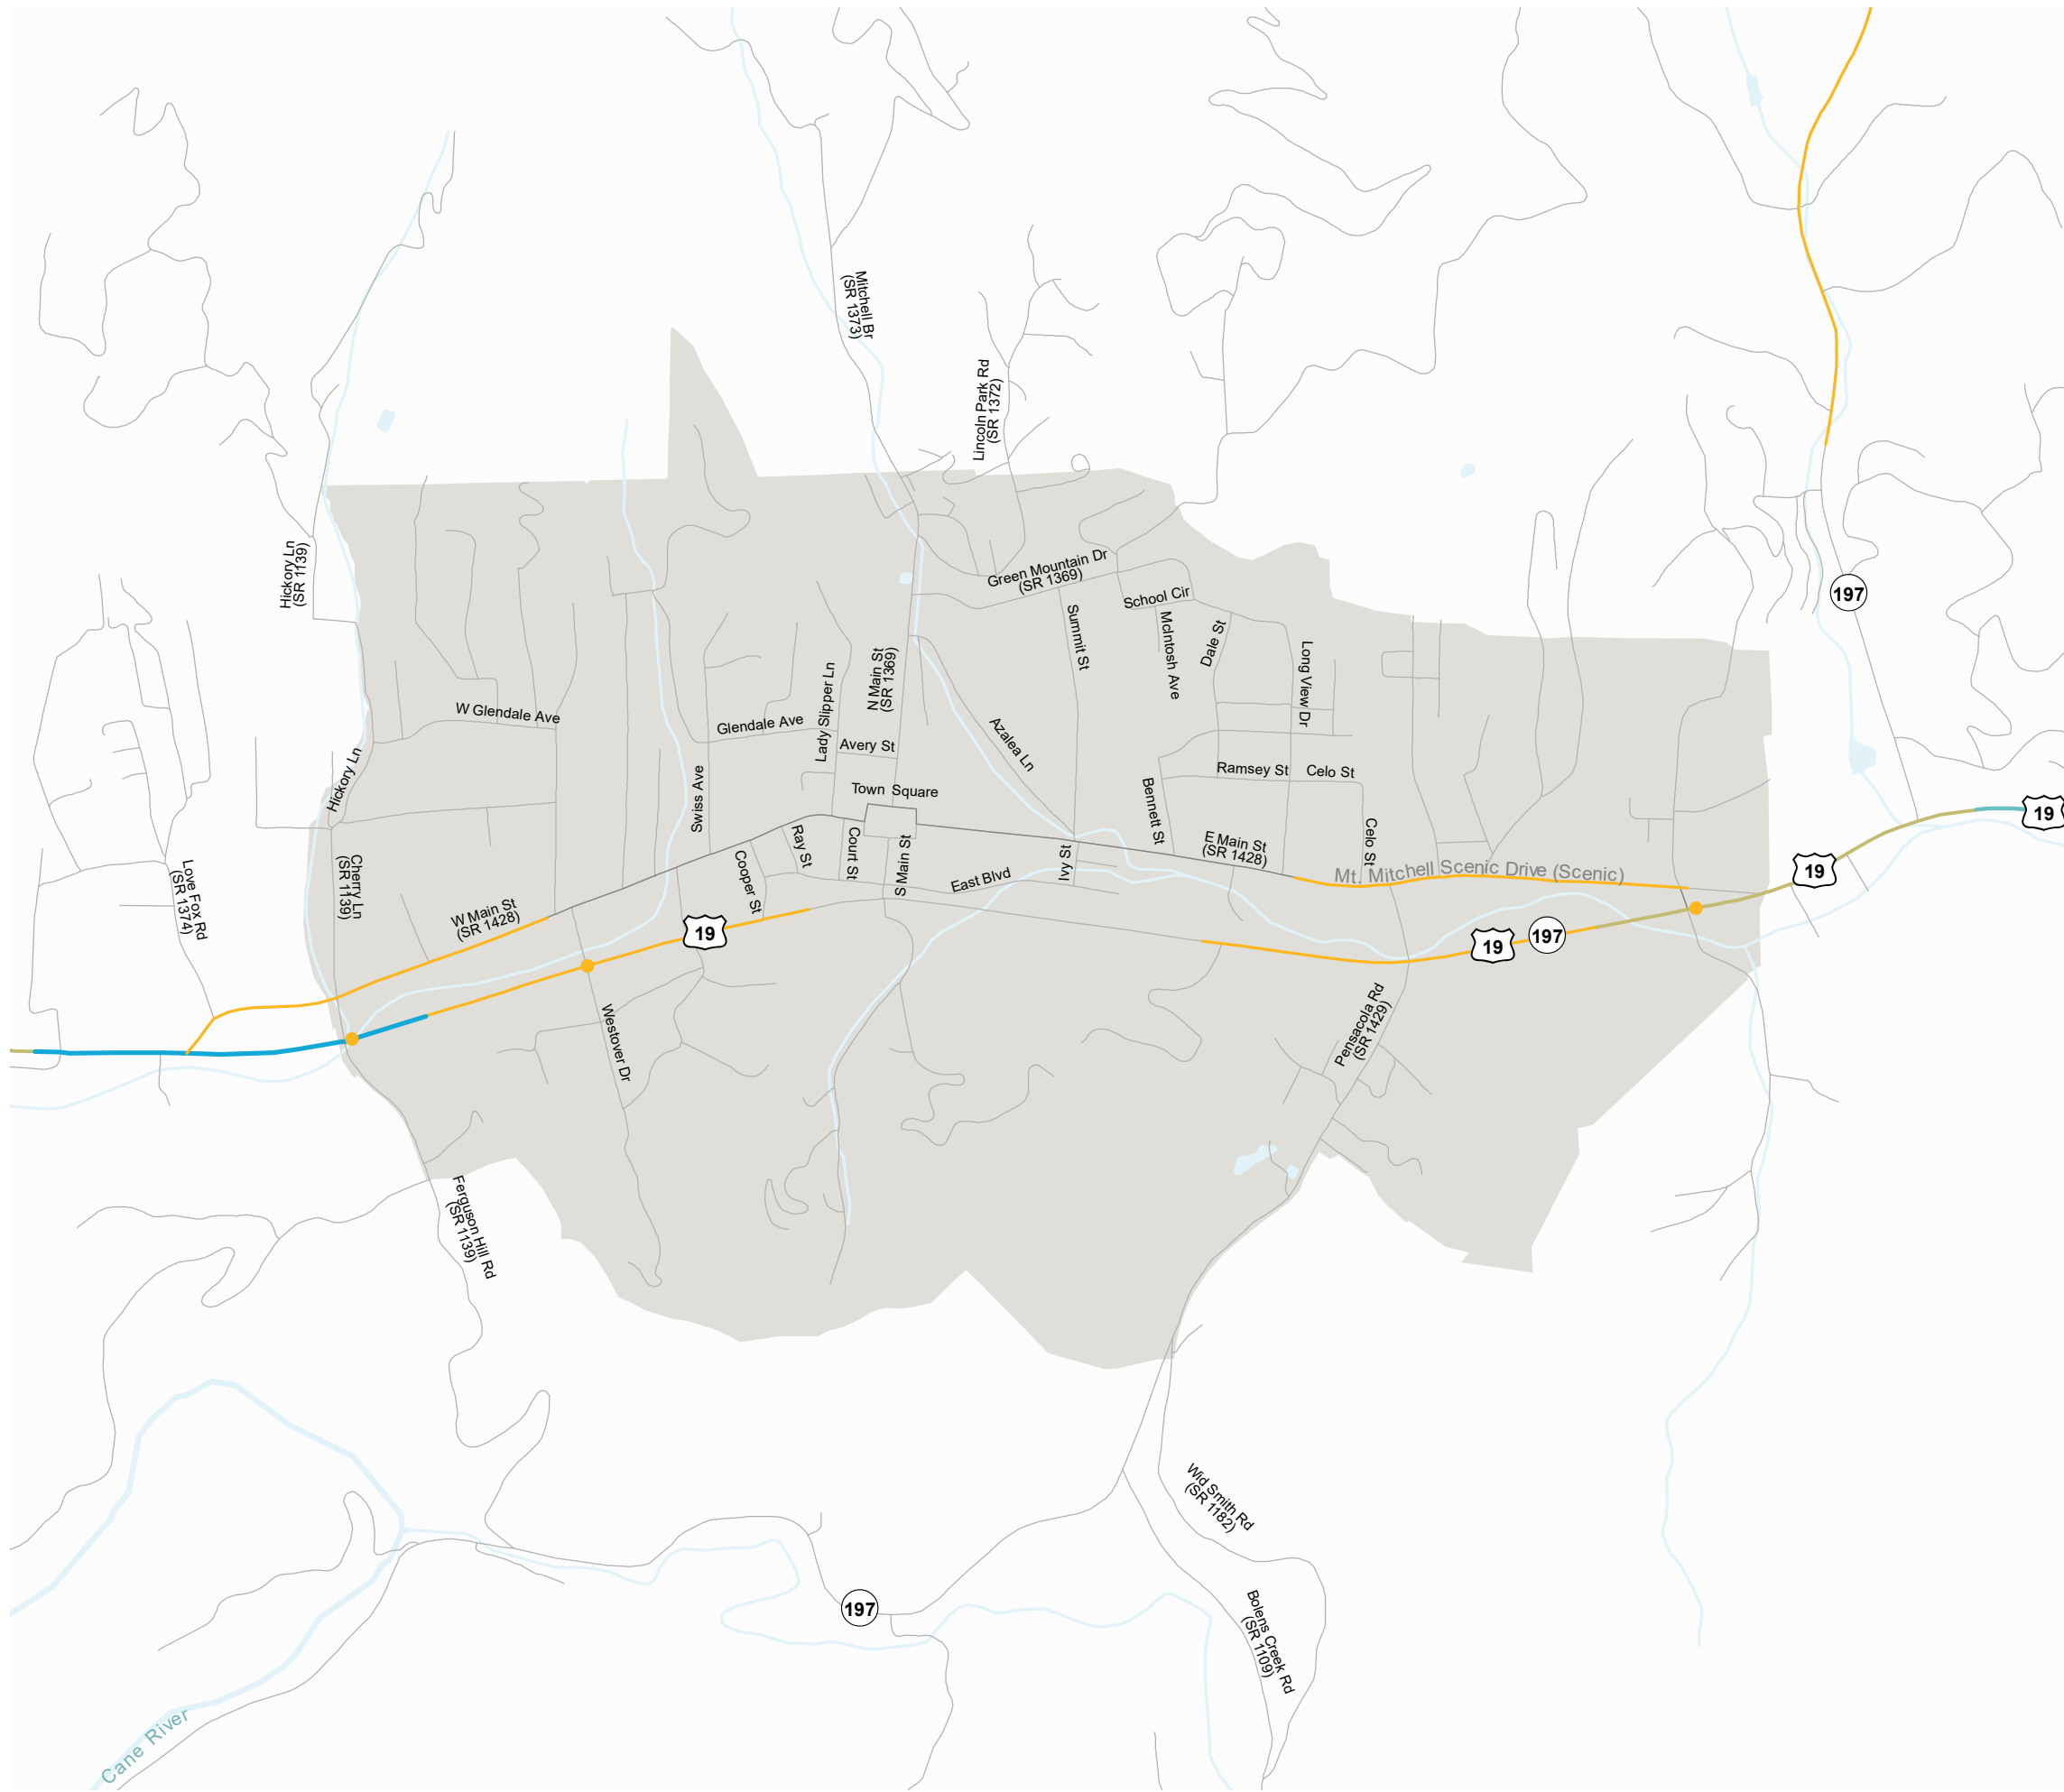 Mitchell Br
(SR 1373)
Lincoln Park Rd
(SR 1372)
Hickory Ln
(SR 1139)
Green Mountain Dr
(SR 1369)
School Cir
197
Summit St
McIntosh Ave
Dale St
Long View Dr
N Main St
(SR 1369)
Lady Slipper Ln
W Glendale Ave
Glendale Ave
Avery St
Azalea Ln
Hickory Ln
Swiss Ave
Town Square
Ramsey St
Celo St
Bennett St
19
Ray St
Court St
S Main St
Ivy St
E Main St
(SR 1428)
Celo St
Mt. Mitchell Scenic Drive (Scenic)
19
Cooper St
East Blvd
Love Fox Rd
(SR 1374)
Cherry Ln
(SR 1139)
W Main St
(SR 1428)
19
19
197
Westover Dr
Pensacola Rd
(SR 1429)
Ferguson Hill Rd
(SR 1139)
Wid Smith Rd
(SR 1182)
197
Bolens Creek Rd
(SR 1109)
Cane River